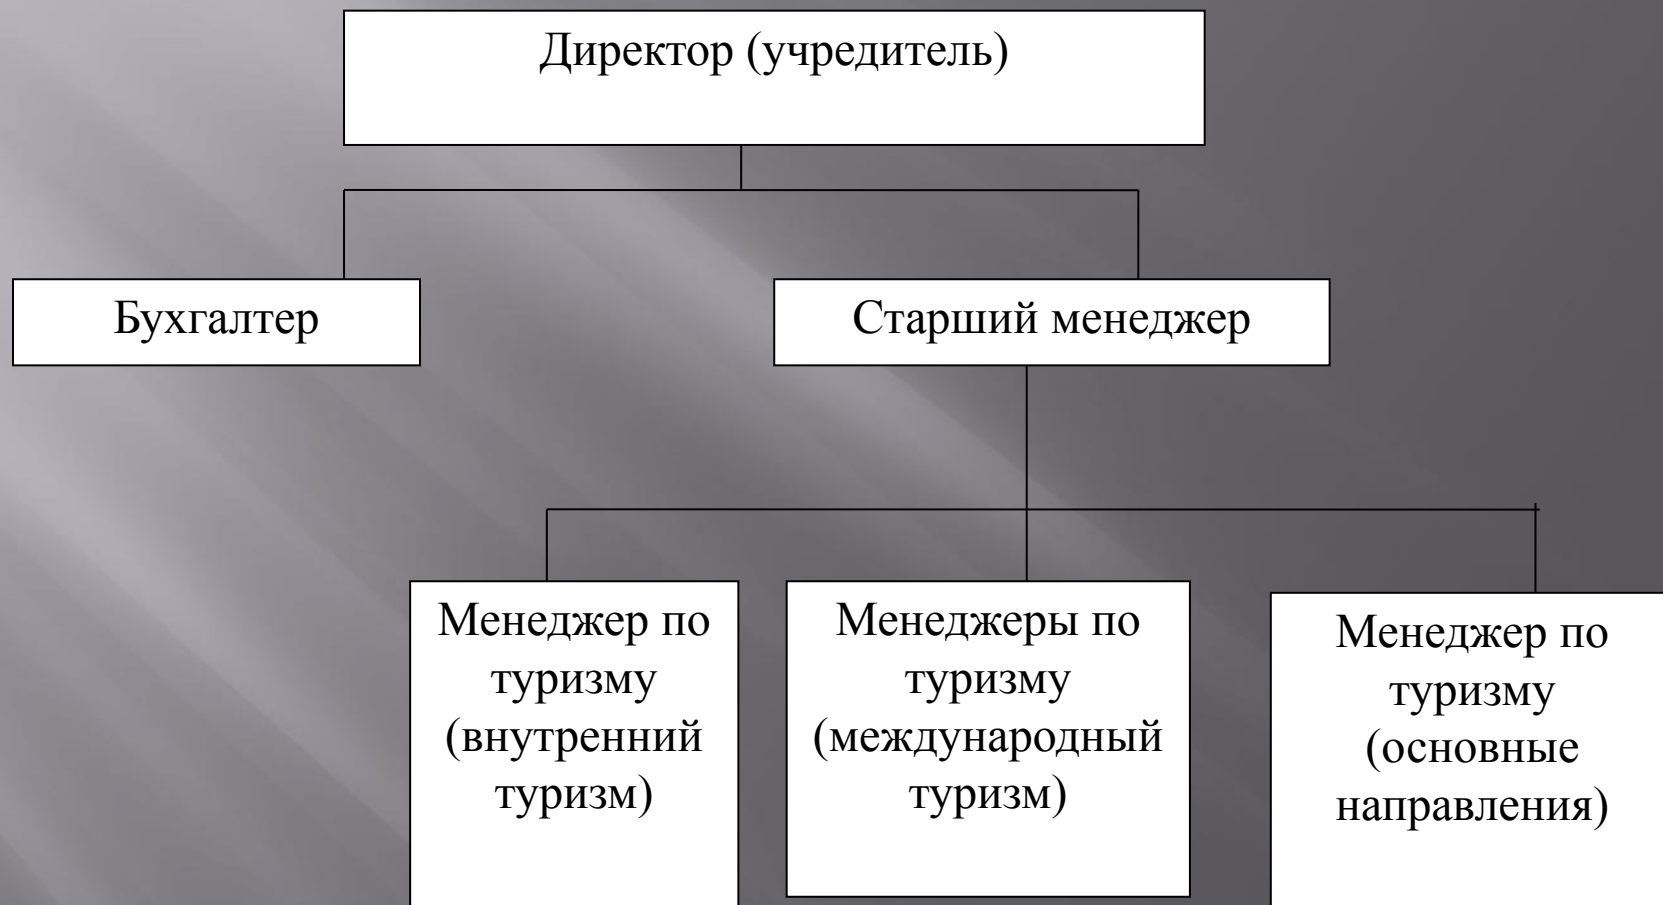 Директор (учредитель)
Бухгалтер
Старший менеджер
Менеджер по
туризму
(внутренний
туризм)
Менеджеры по
туризму
(международный
туризм)
Менеджер по
туризму
(основные
направления)